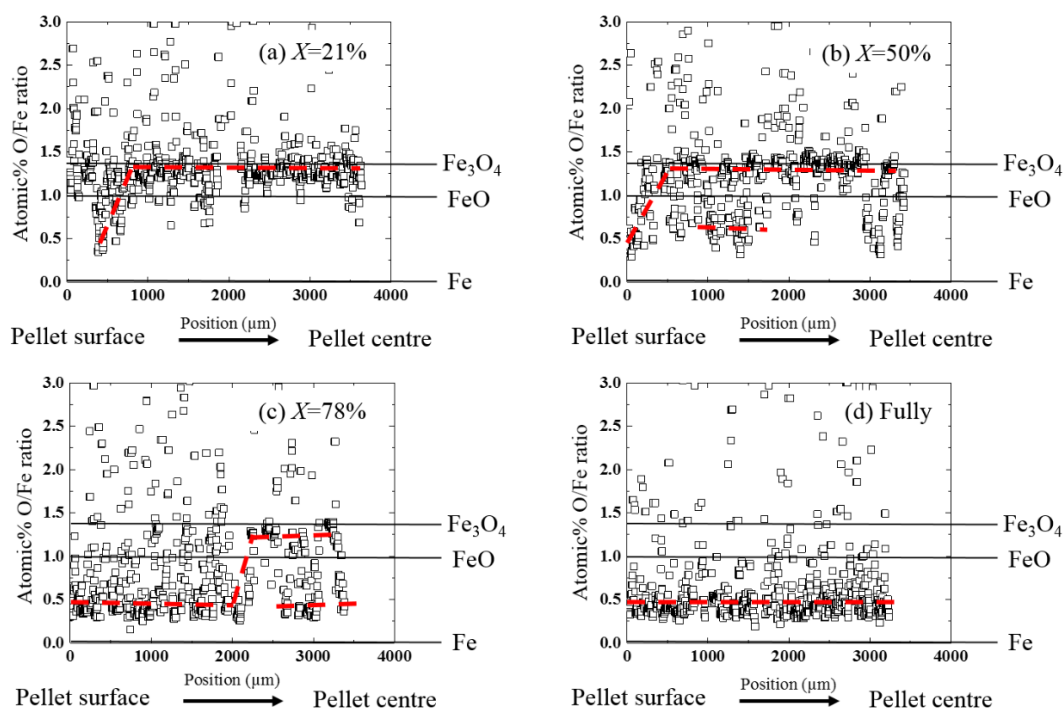 (a) X=21%
Atomic% O/Fe ratio
3.0
2.5
2.0
1.5
1.0
0.5
0.0
Fe₃O₄
FeO
Fe
0 1000 2000 3000 4000
Pellet surface Position (µm) Pellet centre
(b) X=50%
Atomic% O/Fe ratio
3.0
2.5
2.0
1.5
1.0
0.5
0.0
Fe₃O₄
FeO
Fe
0 1000 2000 3000 4000
Pellet surface Position (µm) Pellet centre
(c) X=78%
Atomic% O/Fe ratio
3.0
2.5
2.0
1.5
1.0
0.5
0.0
Fe₃O₄
FeO
Fe
0 1000 2000 3000 4000
Pellet surface Position (µm) Pellet centre
(d) Fully
Atomic% O/Fe ratio
3.0
2.5
2.0
1.5
1.0
0.5
0.0
Fe₃O₄
FeO
Fe
0 1000 2000 3000 4000
Pellet surface Position (µm) Pellet centre